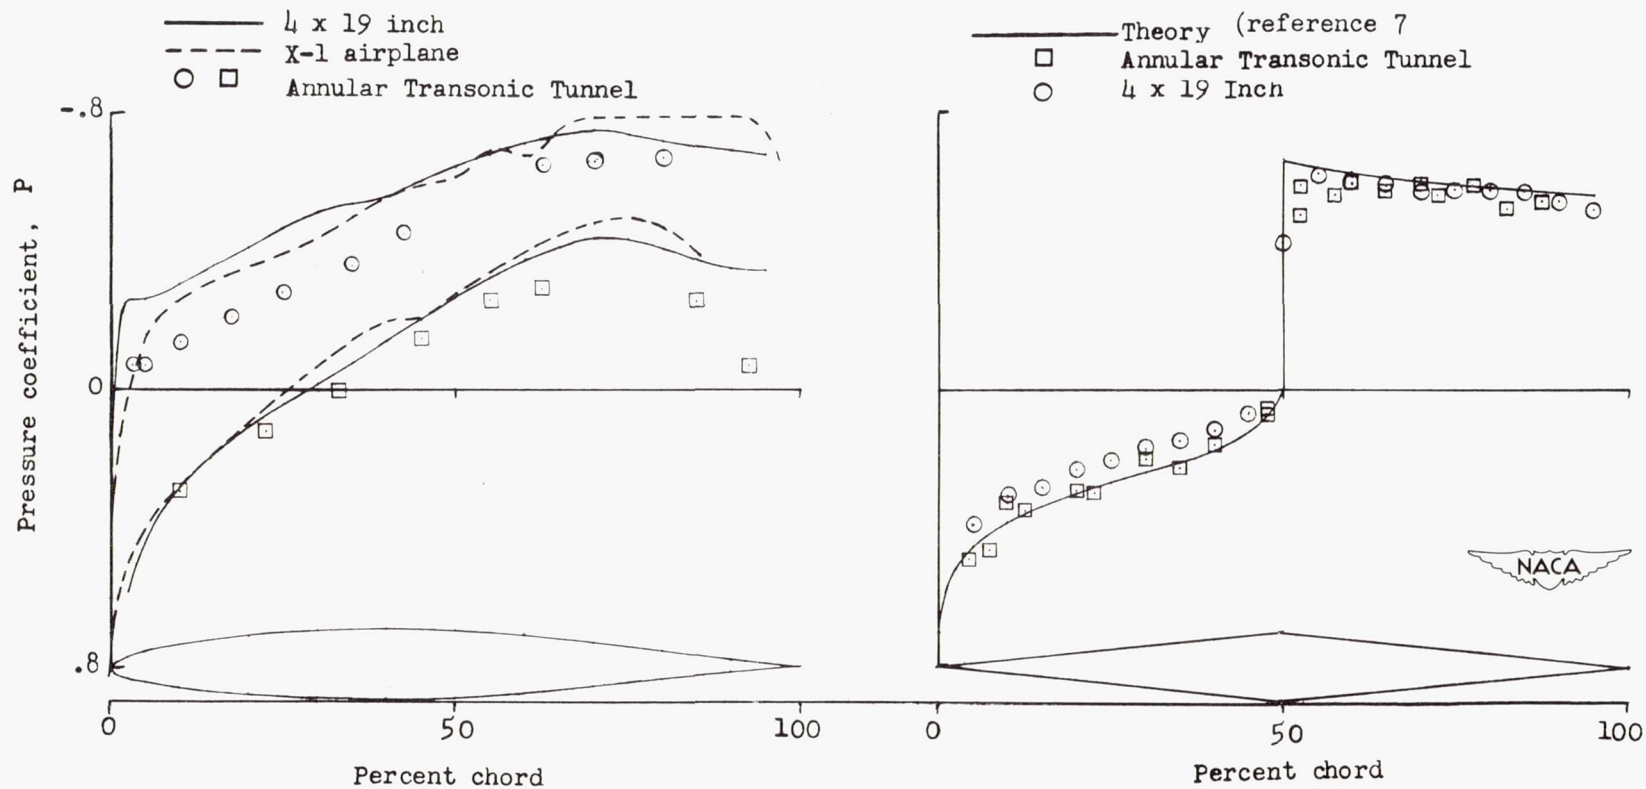 4 x 19 inch
X-1 airplane
Annular Transonic Tunnel
Theory (reference 7
Annular Transonic Tunnel
4 x 19 Inch
-.8
0
.8
Pressure coefficient, P
0 50 100
Percent chord
0 50 100
Percent chord
NACA